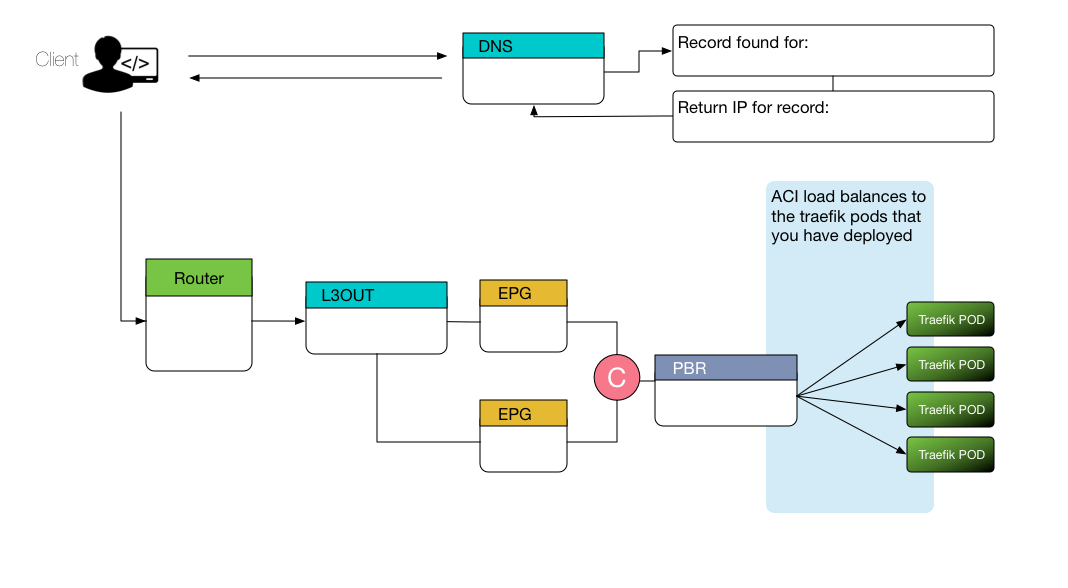 Client
</>
DNS
Record found for:
Return IP for record:
ACI load balances to
the traefik pods that
you have deployed
Router
L3OUT
EPG
EPG
C
PBR
Traefik POD
Traefik POD
Traefik POD
Traefik POD